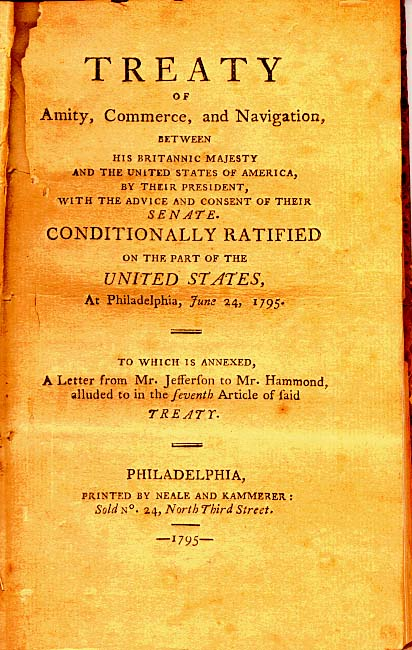 TREATY
OF
Amity, Commerce, and Navigation,
BETWEEN
HIS BRITANNIC MAJESTY
AND THE UNITED STATES OF AMERICA,
BY THEIR PRESIDENT,
WITH THE ADVICE AND CONSENT OF THEIR
SENATE.
CONDITIONALLY RATIFIED
ON THE PART OF THE
UNITED STATES,
At Philadelphia, June 24, 1795.
TO WHICH IS ANNEXED,
A Letter from Mr. Jefferſon to Mr. Hammond,
alluded to in the ſeventh Article of ſaid
TREATY.
PHILADELPHIA,
PRINTED BY NEALE AND KAMMERER:
Sold No. 24, North Third Street.
—1795—